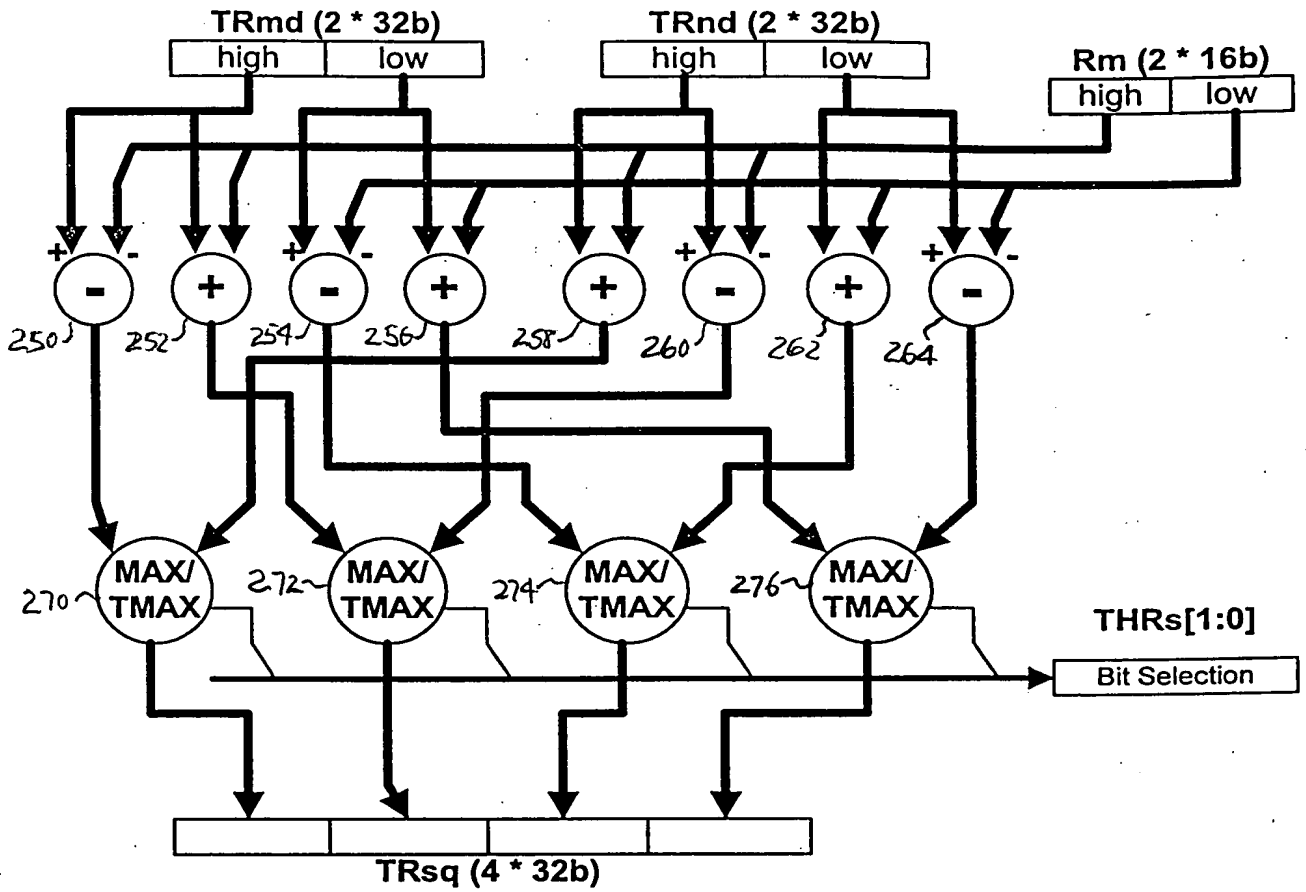 TRmd (2 * 32b) TRnd (2 * 32b)
high low high low Rm (2 * 16b)
high low
+ - + - + - + -
- + - + + - + -
250 252 254 256 258 260 262 264
MAX/ MAX/ MAX/ MAX/
TMAX TMAX TMAX TMAX
270 272 274 276
THRs[1:0]
Bit Selection
TRsq (4 * 32b)